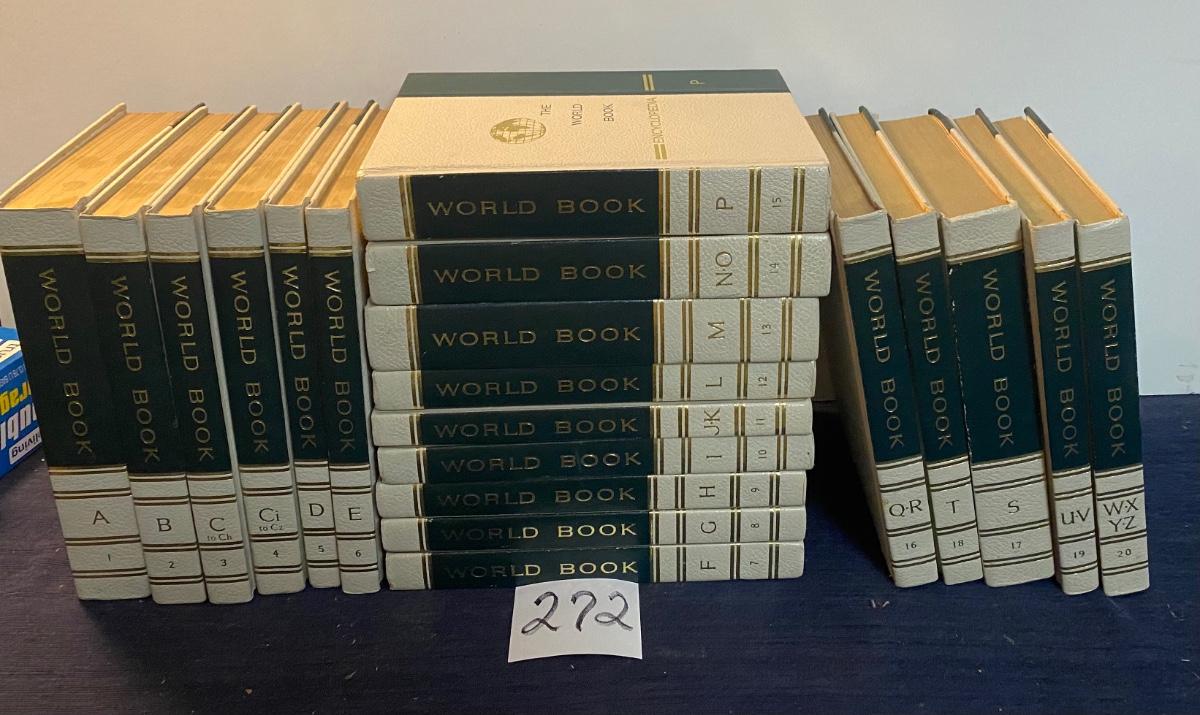 WORLD BOOK
A
1
WORLD BOOK
B
2
WORLD BOOK
C
to Ch
3
WORLD BOOK
Ci
to Cz
4
WORLD BOOK
D
5
WORLD BOOK
E
6
P
THE
WORLD
BOOK
ENCYCLOPEDIA
WORLD BOOK P 15
WORLD BOOK N·O 14
WORLD BOOK M 13
WORLD BOOK L 12
WORLD BOOK J·K 11
WORLD BOOK I 10
WORLD BOOK H 9
WORLD BOOK G 8
WORLD BOOK F 7
272
WORLD BOOK
Q·R
16
WORLD BOOK
T
18
WORLD BOOK
S
17
WORLD BOOK
U·V
19
WORLD BOOK
W·X
Y·Z
20